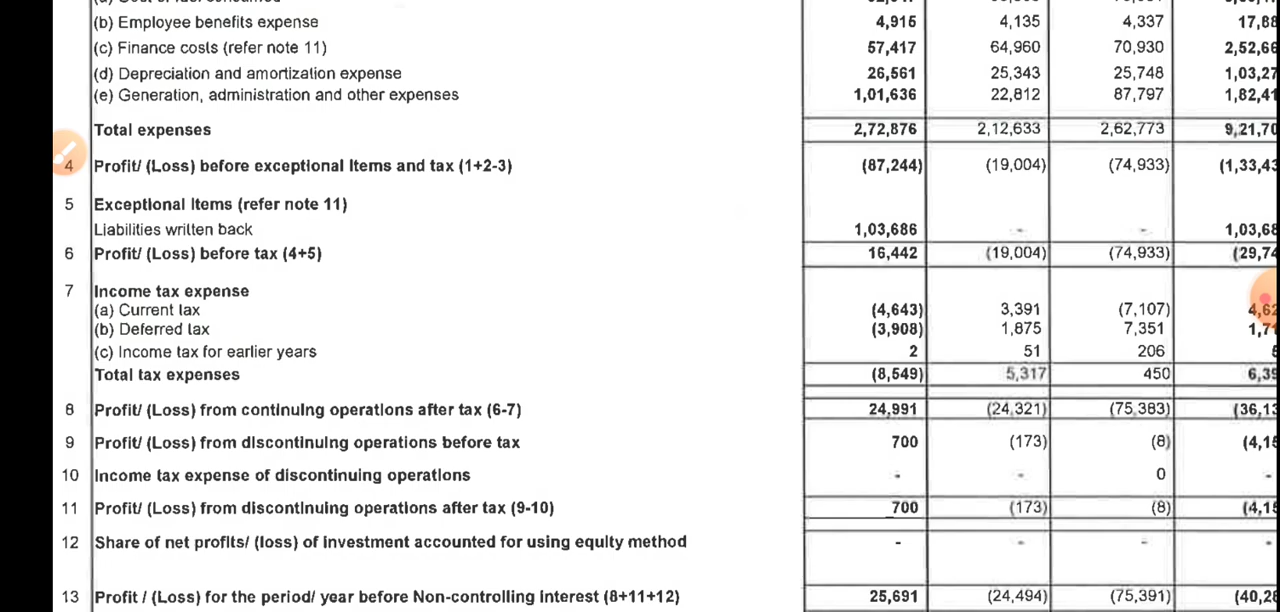 (b) Employee benefits expense 4,915 4,135 4,337 17,88
(c) Finance costs (refer note 11) 57,417 64,960 70,930 2,52,66
(d) Depreciation and amortization expense 26,561 25,343 25,748 1,03,27
(e) Generation, administration and other expenses 1,01,636 22,812 87,797 1,82,41
Total expenses 2,72,876 2,12,633 2,62,773 9,21,70
4 Profit/ (Loss) before exceptional Items and tax (1+2-3) (87,244) (19,004) (74,933) (1,33,43
5 Exceptional Items (refer note 11)
Liabilities written back 1,03,686 - - 1,03,68
6 Profit/ (Loss) before tax (4+5) 16,442 (19,004) (74,933) (29,74
7 Income tax expense
(a) Current tax (4,643) 3,391 (7,107) 4,62
(b) Deferred tax (3,908) 1,875 7,351 1,71
(c) Income tax for earlier years 2 51 206
Total tax expenses (8,549) 5,317 450 6,39
8 Profit/ (Loss) from continuing operations after tax (6-7) 24,991 (24,321) (75,383) (36,13
9 Profit/ (Loss) from discontinuing operations before tax 700 (173) (8) (4,15
10 Income tax expense of discontinuing operations - - 0 -
11 Profit/ (Loss) from discontinuing operations after tax (9-10) 700 (173) (8) (4,15
12 Share of net profits/ (loss) of investment accounted for using equity method - - - -
13 Profit / (Loss) for the period/ year before Non-controlling interest (8+11+12) 25,691 (24,494) (75,391) (40,28